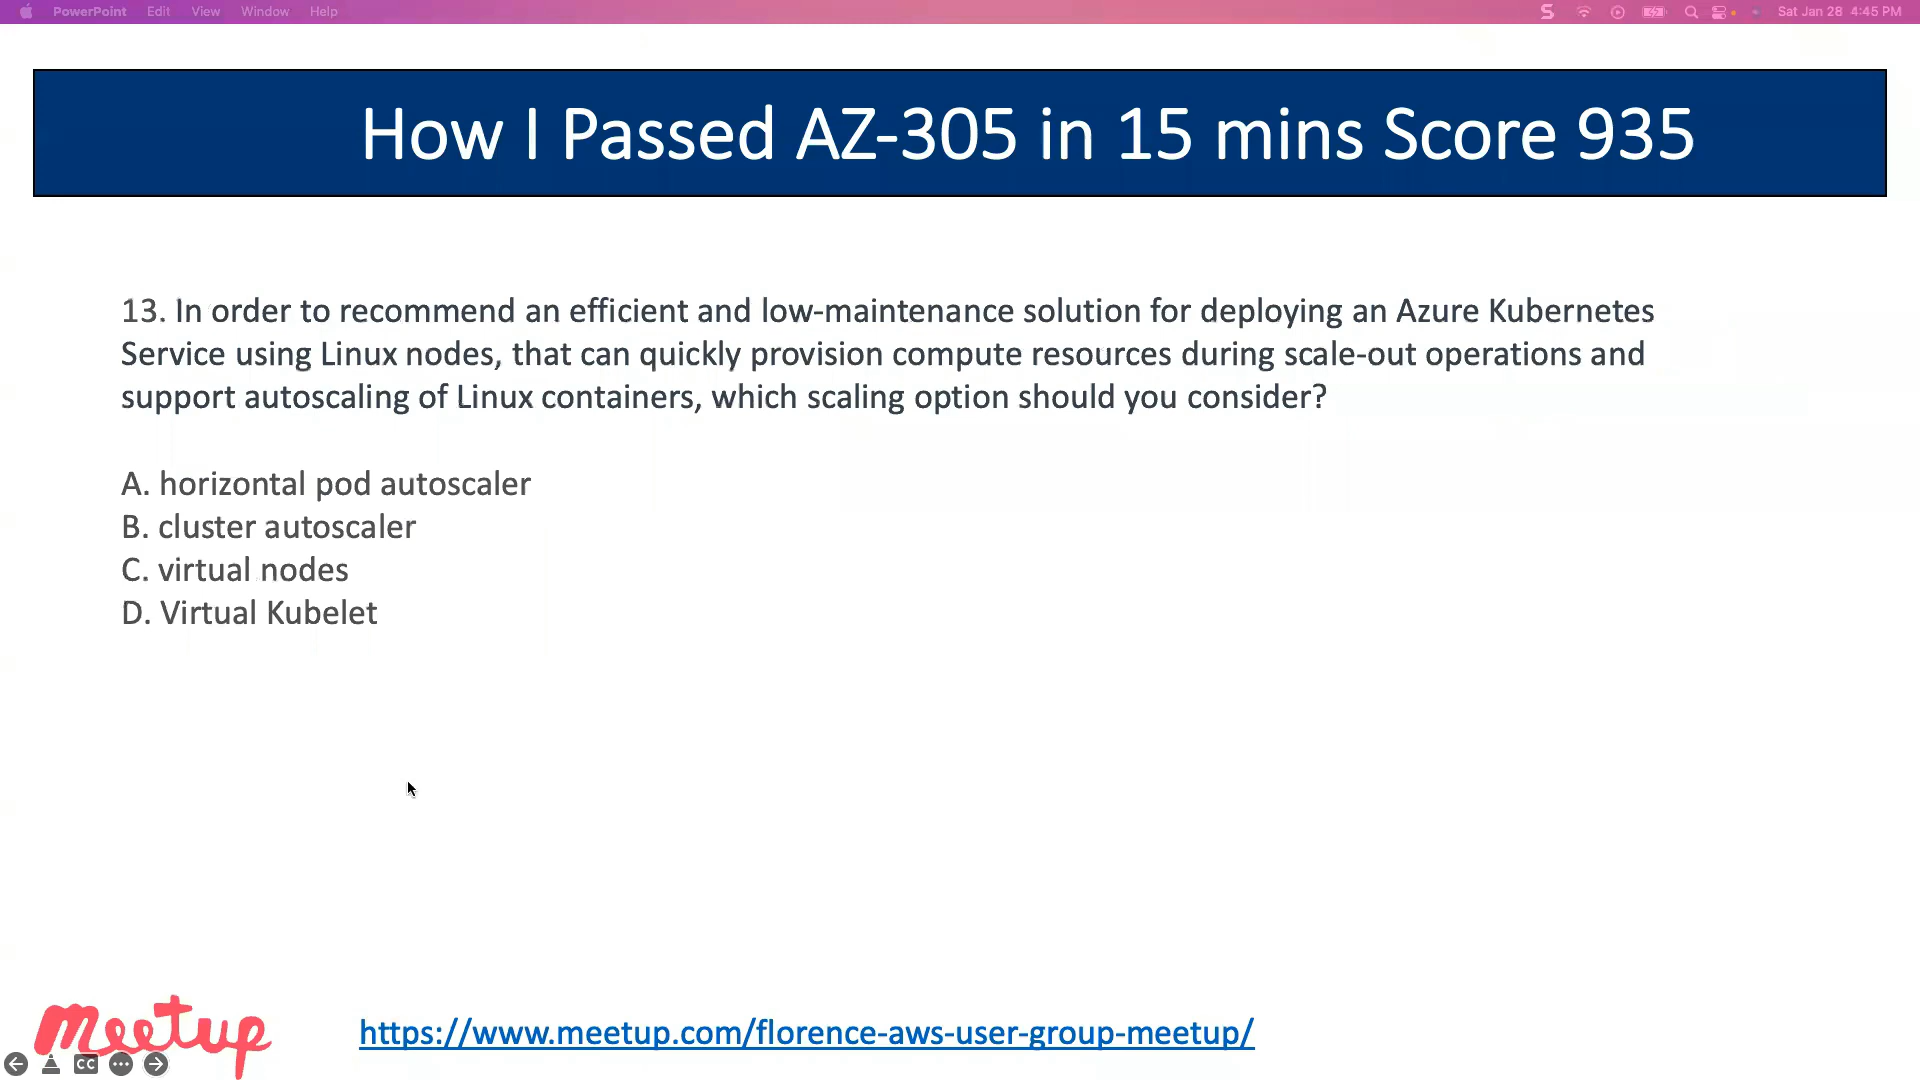 PowerPoint Edit View Window Help Sat Jan 28 4:45 PM
How I Passed AZ-305 in 15 mins Score 935
13. In order to recommend an efficient and low-maintenance solution for deploying an Azure Kubernetes
Service using Linux nodes, that can quickly provision compute resources during scale-out operations and
support autoscaling of Linux containers, which scaling option should you consider?
A. horizontal pod autoscaler
B. cluster autoscaler
C. virtual nodes
D. Virtual Kubelet
meetup
https://www.meetup.com/florence-aws-user-group-meetup/
CC